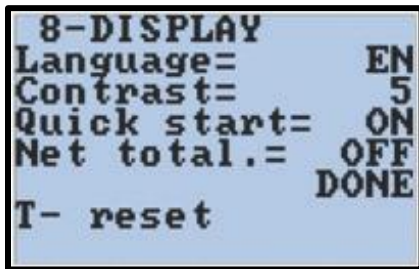 8-DISPLAY
Language= EN
Contrast= 5
Quick start= ON
Net total.= OFF
DONE
T- reset